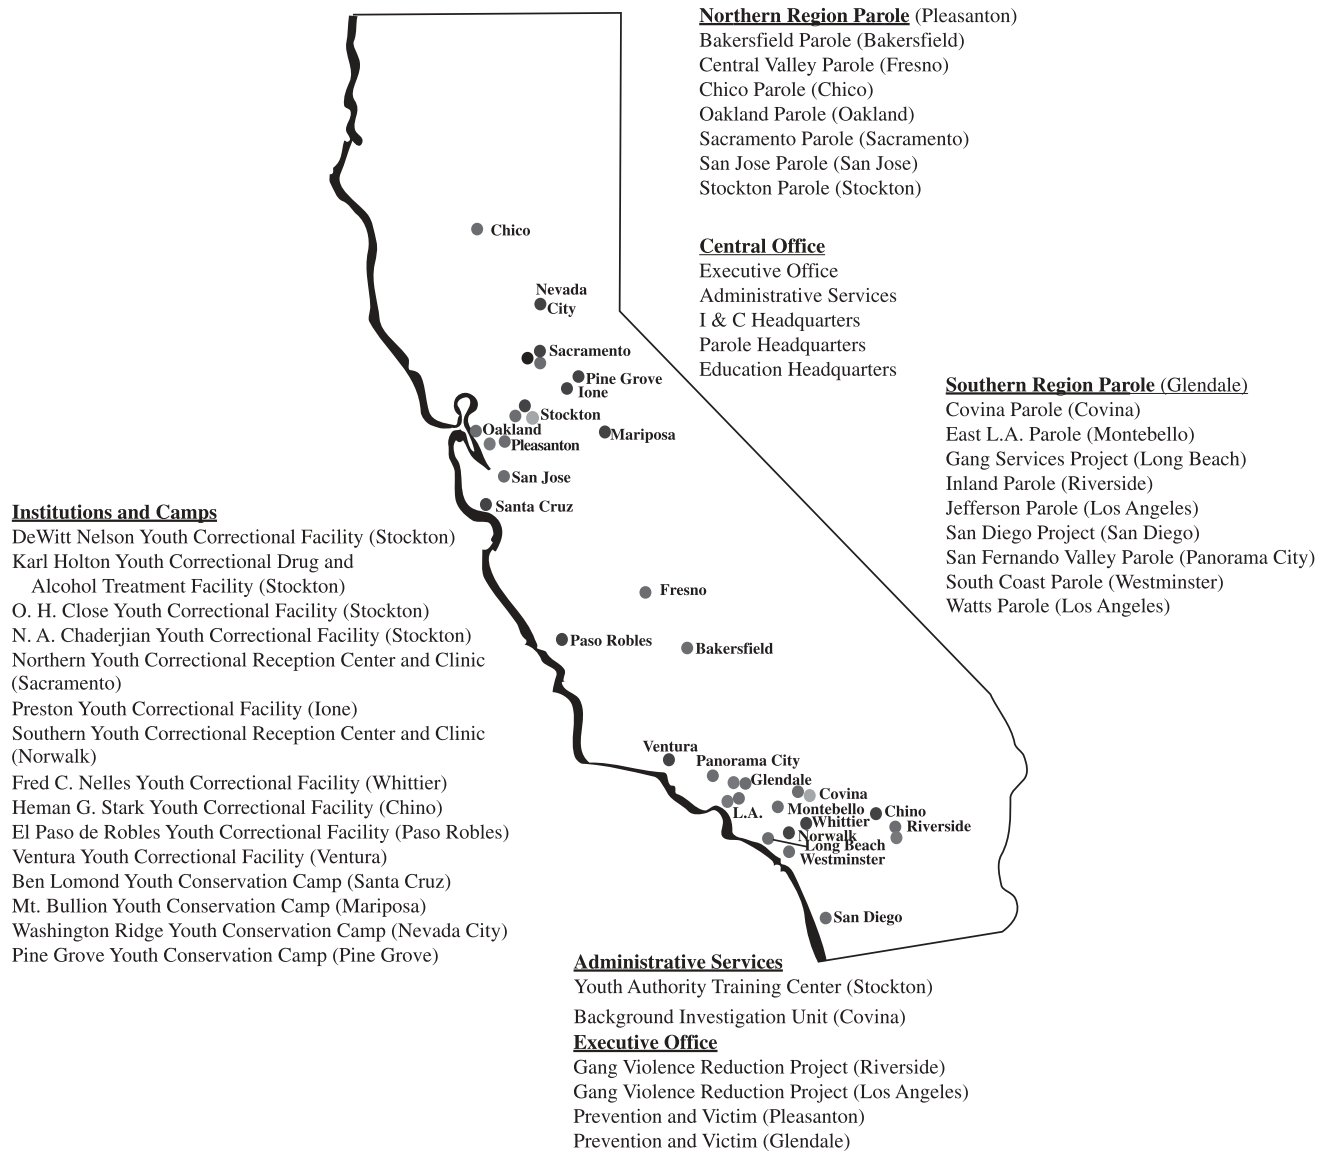 Northern Region Parole (Pleasanton)
Bakersfield Parole (Bakersfield)
Central Valley Parole (Fresno)
Chico Parole (Chico)
Oakland Parole (Oakland)
Sacramento Parole (Sacramento)
San Jose Parole (San Jose)
Stockton Parole (Stockton)
Central Office
Executive Office
Administrative Services
I & C Headquarters
Parole Headquarters
Education Headquarters
Southern Region Parole (Glendale)
Covina Parole (Covina)
East L.A. Parole (Montebello)
Gang Services Project (Long Beach)
Inland Parole (Riverside)
Jefferson Parole (Los Angeles)
San Diego Project (San Diego)
San Fernando Valley Parole (Panorama City)
South Coast Parole (Westminster)
Watts Parole (Los Angeles)
Chico
Nevada
City
Sacramento
Pine Grove
Ione
Stockton
Oakland
Mariposa
Pleasanton
San Jose
Santa Cruz
Fresno
Paso Robles
Bakersfield
Ventura
Panorama City
Glendale
Covina
L.A.
Montebello
Chino
Whittier
Riverside
Norwalk
Long Beach
Westminster
San Diego
Institutions and Camps
DeWitt Nelson Youth Correctional Facility (Stockton)
Karl Holton Youth Correctional Drug and
Alcohol Treatment Facility (Stockton)
O. H. Close Youth Correctional Facility (Stockton)
N. A. Chaderjian Youth Correctional Facility (Stockton)
Northern Youth Correctional Reception Center and Clinic
(Sacramento)
Preston Youth Correctional Facility (Ione)
Southern Youth Correctional Reception Center and Clinic
(Norwalk)
Fred C. Nelles Youth Correctional Facility (Whittier)
Heman G. Stark Youth Correctional Facility (Chino)
El Paso de Robles Youth Correctional Facility (Paso Robles)
Ventura Youth Correctional Facility (Ventura)
Ben Lomond Youth Conservation Camp (Santa Cruz)
Mt. Bullion Youth Conservation Camp (Mariposa)
Washington Ridge Youth Conservation Camp (Nevada City)
Pine Grove Youth Conservation Camp (Pine Grove)
Administrative Services
Youth Authority Training Center (Stockton)
Background Investigation Unit (Covina)
Executive Office
Gang Violence Reduction Project (Riverside)
Gang Violence Reduction Project (Los Angeles)
Prevention and Victim (Pleasanton)
Prevention and Victim (Glendale)